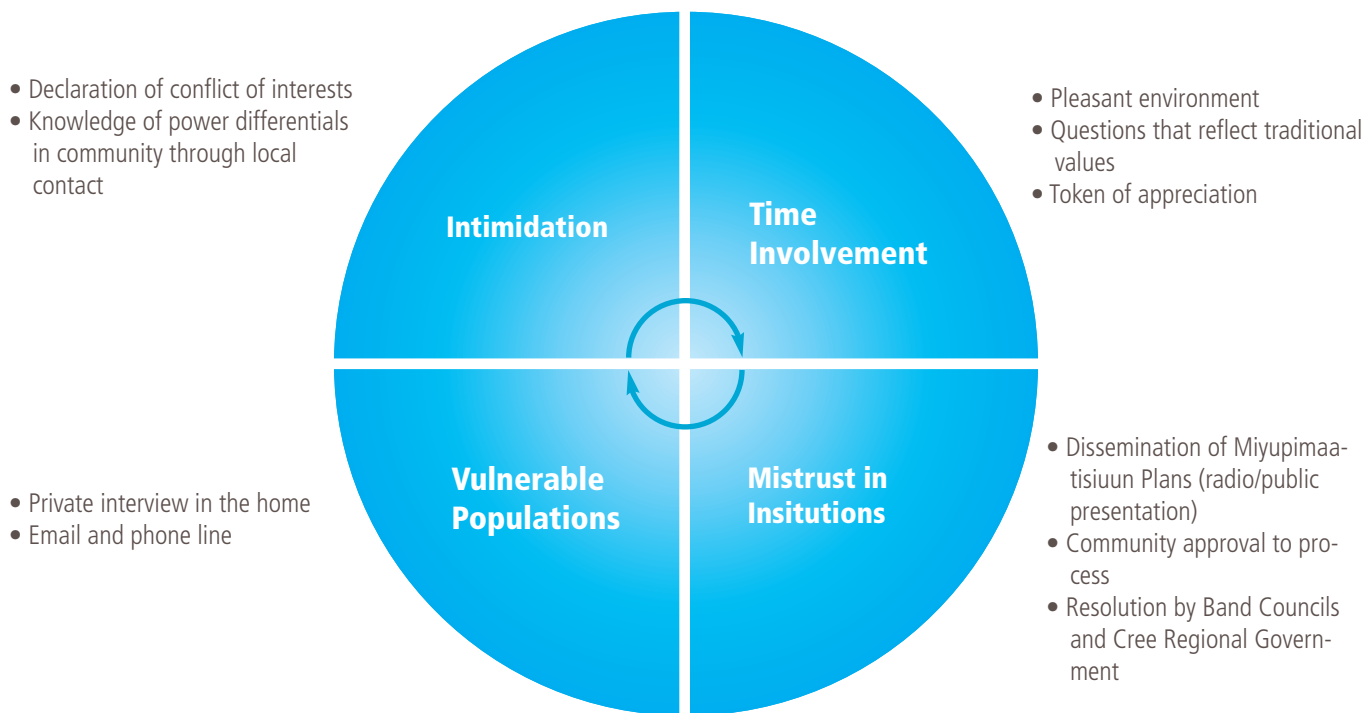 • Declaration of conflict of interests
• Knowledge of power differentials
in community through local
contact
Intimidation
Time
Involvement
• Pleasant environment
• Questions that reflect traditional
values
• Token of appreciation
• Private interview in the home
• Email and phone line
Vulnerable
Populations
Mistrust in
Insitutions
• Dissemination of Miyupimaa-
tisiuun Plans (radio/public
presentation)
• Community approval to pro-
cess
• Resolution by Band Councils
and Cree Regional Govern-
ment